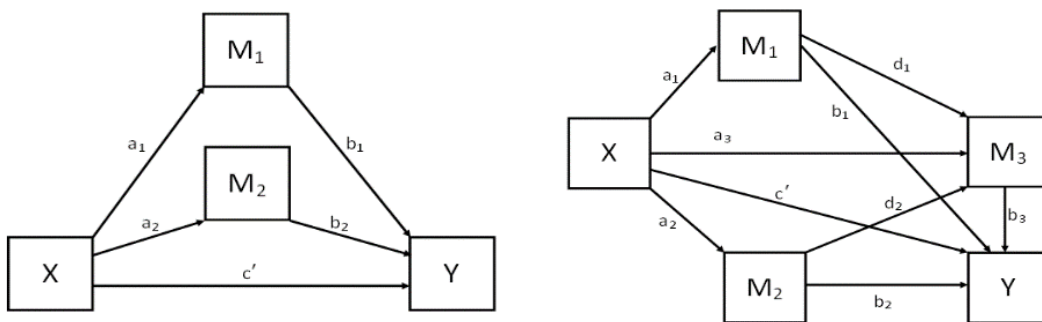 M₁
a₁
b₁
M₂
a₂
b₂
X
c′
Y
M₁
a₁
d₁
b₁
X
a₃
M₃
c′
d₂
a₂
b₃
M₂
b₂
Y